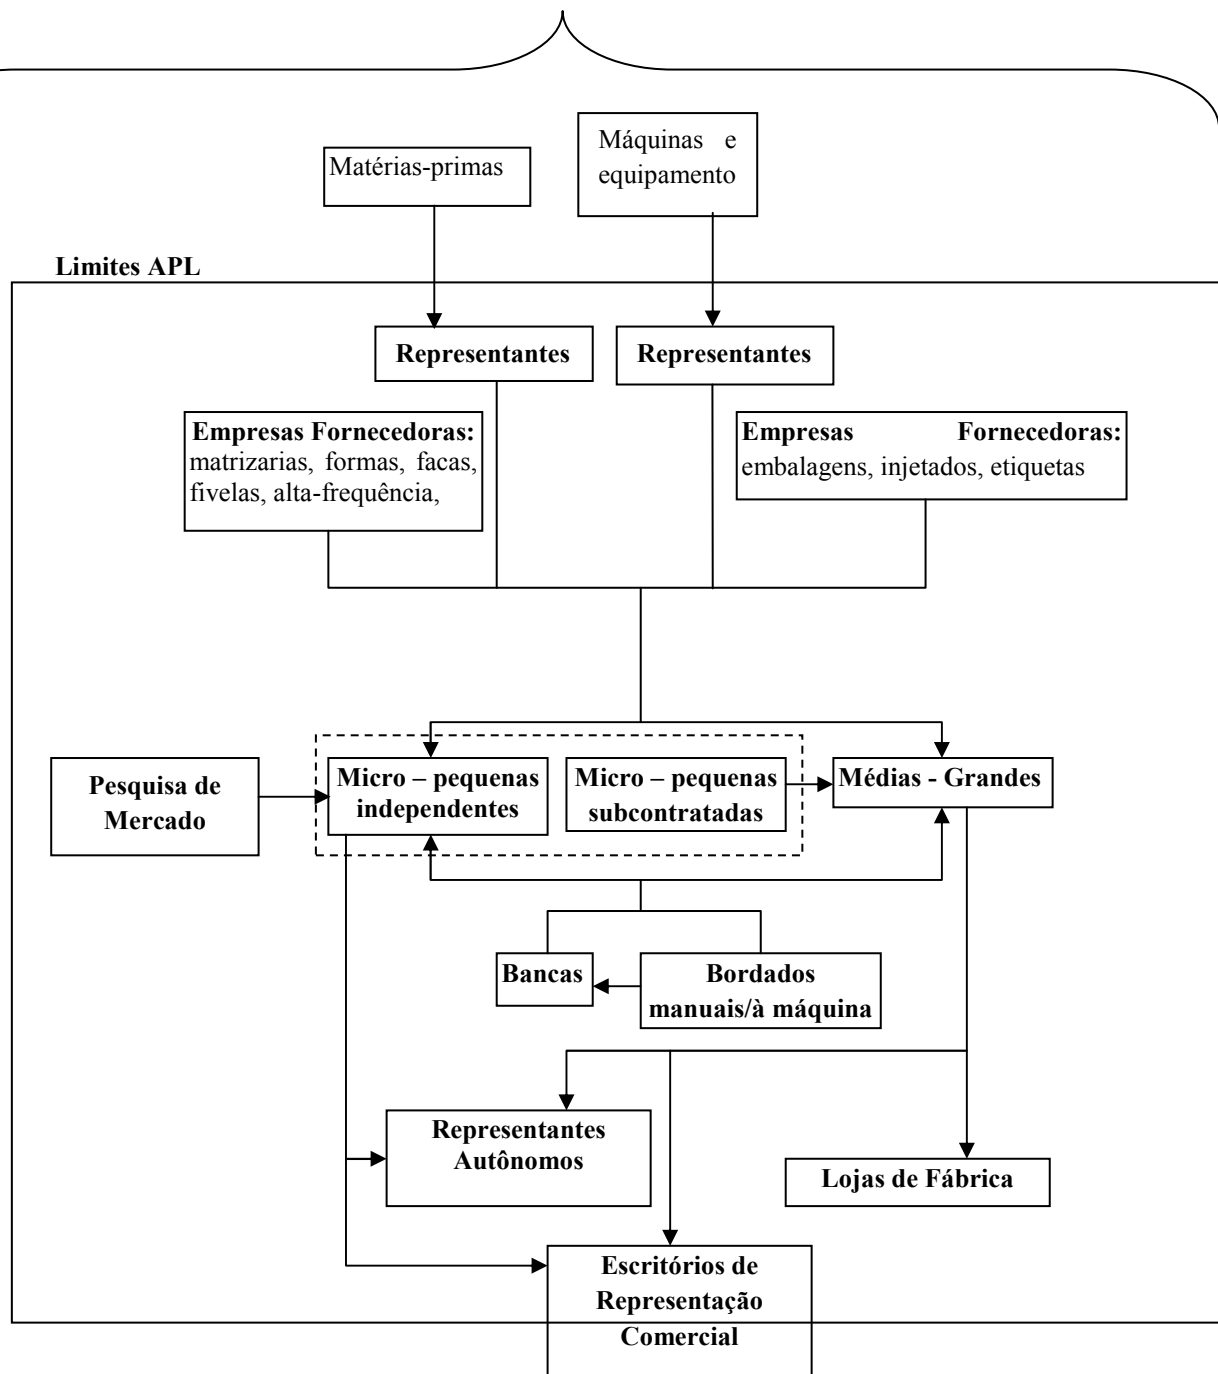 Matérias-primas
Máquinas e
equipamento
Limites APL
Representantes
Representantes
Empresas Fornecedoras:
matrizarias, formas, facas,
fivelas, alta-frequência,
Empresas Fornecedoras:
embalagens, injetados, etiquetas
Pesquisa de
Mercado
Micro – pequenas
independentes
Micro – pequenas
subcontratadas
Médias - Grandes
Bancas
Bordados
manuais/à máquina
Representantes
Autônomos
Lojas de Fábrica
Escritórios de
Representação
Comercial